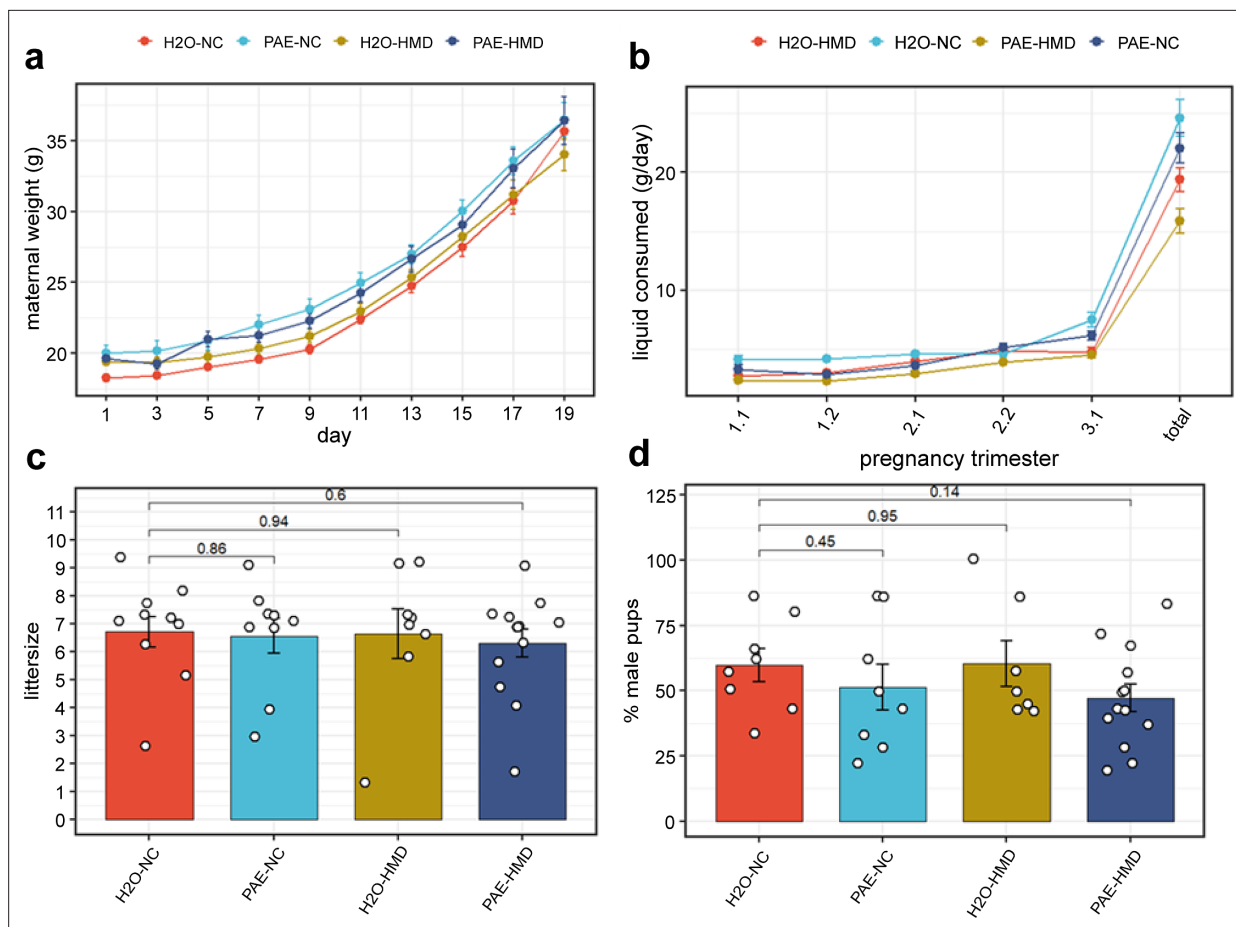 a
H2O-NC PAE-NC H2O-HMD PAE-HMD
maternal weight (g)
35
30
25
20
1 3 5 7 9 11 13 15 17 19
day
b
H2O-HMD H2O-NC PAE-HMD PAE-NC
liquid consumed (g/day)
20
10
1.1 1.2 2.1 2.2 3.1 total
pregnancy trimester
c
littersize
11
10
9
8
7
6
5
4
3
2
1
0
0.6
0.94
0.86
H2O-NC PAE-NC H2O-HMD PAE-HMD
d
% male pups
125
100
75
50
25
0
0.14
0.95
0.45
H2O-NC PAE-NC H2O-HMD PAE-HMD